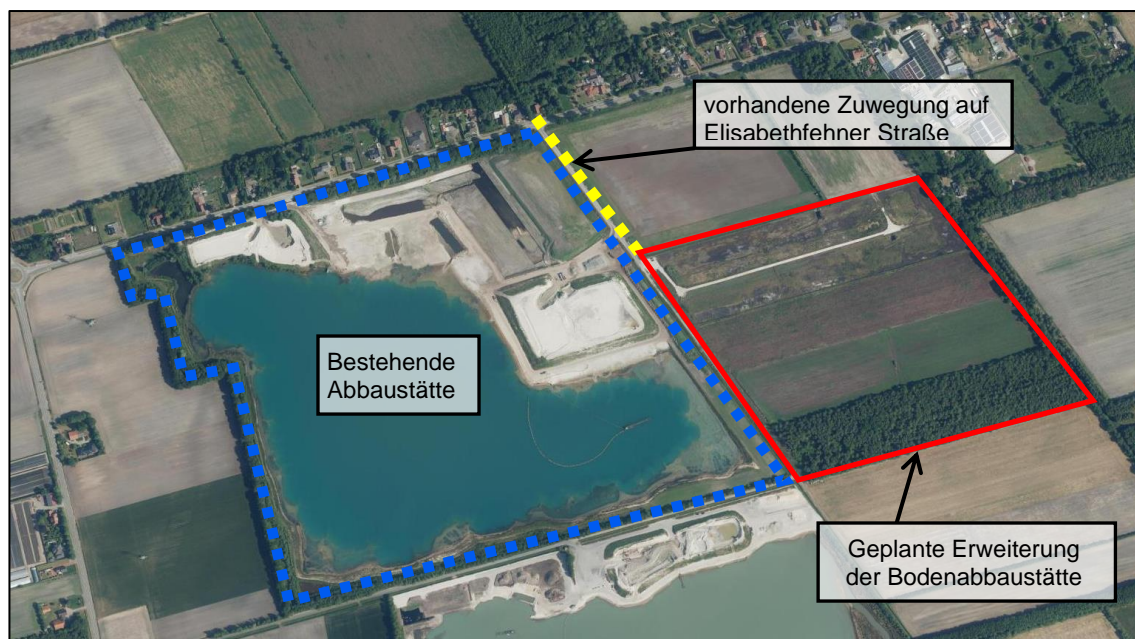 vorhandene Zuwegung auf
Elisabethfehner Straße
Bestehende
Abbaustätte
Geplante Erweiterung
der Bodenabbaustätte